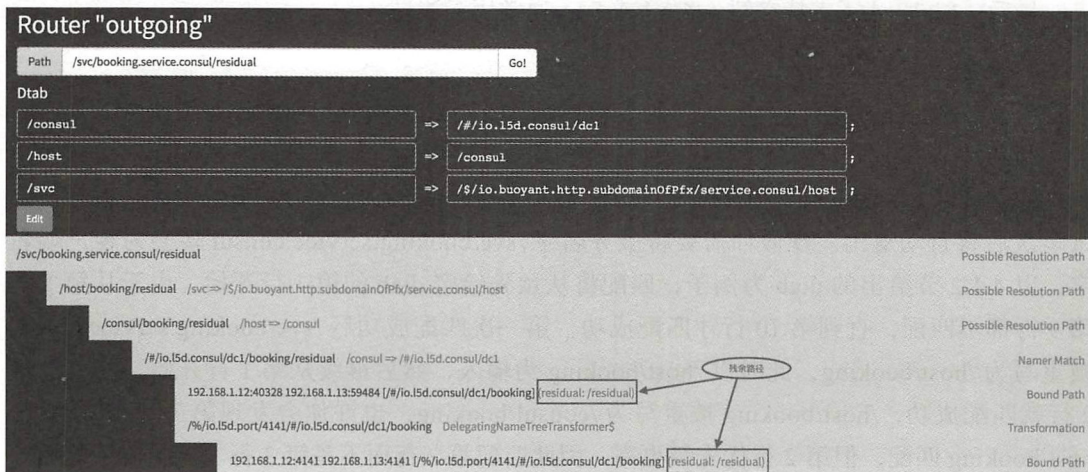 Router "outgoing"
Path /svc/booking.service.consul/residual Go!
Dtab
/consul => /#/io.l5d.consul/dc1 ;
/host => /consul ;
/svc => /$/io.buoyant.http.subdomainOfPfx/service.consul/host ;
Edit
/svc/booking.service.consul/residual Possible Resolution Path
/host/booking/residual /svc => /$/io.buoyant.http.subdomainOfPfx/service.consul/host Possible Resolution Path
/consul/booking/residual /host => /consul Possible Resolution Path
/#/io.l5d.consul/dc1/booking/residual /consul => /#/io.l5d.consul/dc1 Namer Match
残余路径
192.168.1.12:40328 192.168.1.13:59484 [/#/io.l5d.consul/dc1/booking] (residual: /residual) Bound Path
/%/io.l5d.port/4141/#/io.l5d.consul/dc1/booking DelegatingNameTreeTransformer$ Transformation
192.168.1.12:4141 192.168.1.13:4141 [/%/io.l5d.port/4141/#/io.l5d.consul/dc1/booking] (residual: /residual) Bound Path